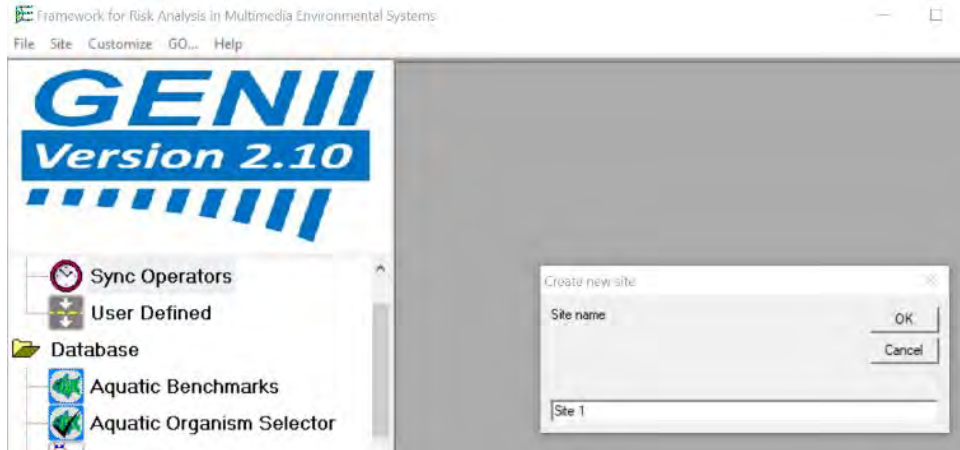 Framework for Risk Analysis in Multimedia Environmental Systems
File Site Customize GO... Help
GENII
Version 2.10
Sync Operators
User Defined
Database
Aquatic Benchmarks
Aquatic Organism Selector
Create new site
Site name
OK
Cancel
Site 1